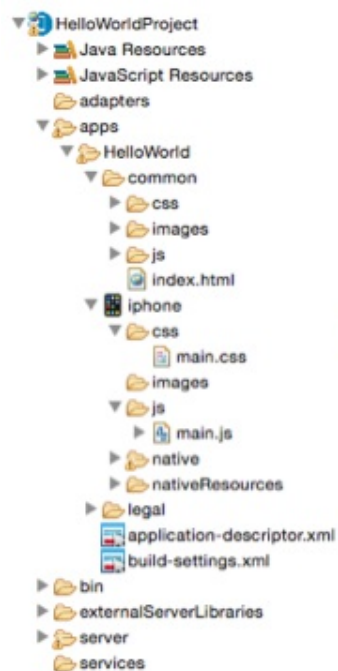 HelloWorldProject
Java Resources
JavaScript Resources
adapters
apps
HelloWorld
common
css
images
js
index.html
iphone
css
main.css
images
js
main.js
native
nativeResources
legal
application-descriptor.xml
build-settings.xml
bin
externalServerLibraries
server
services